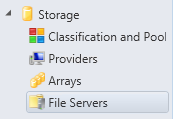 Storage
Classification and Pool
Providers
Arrays
File Servers